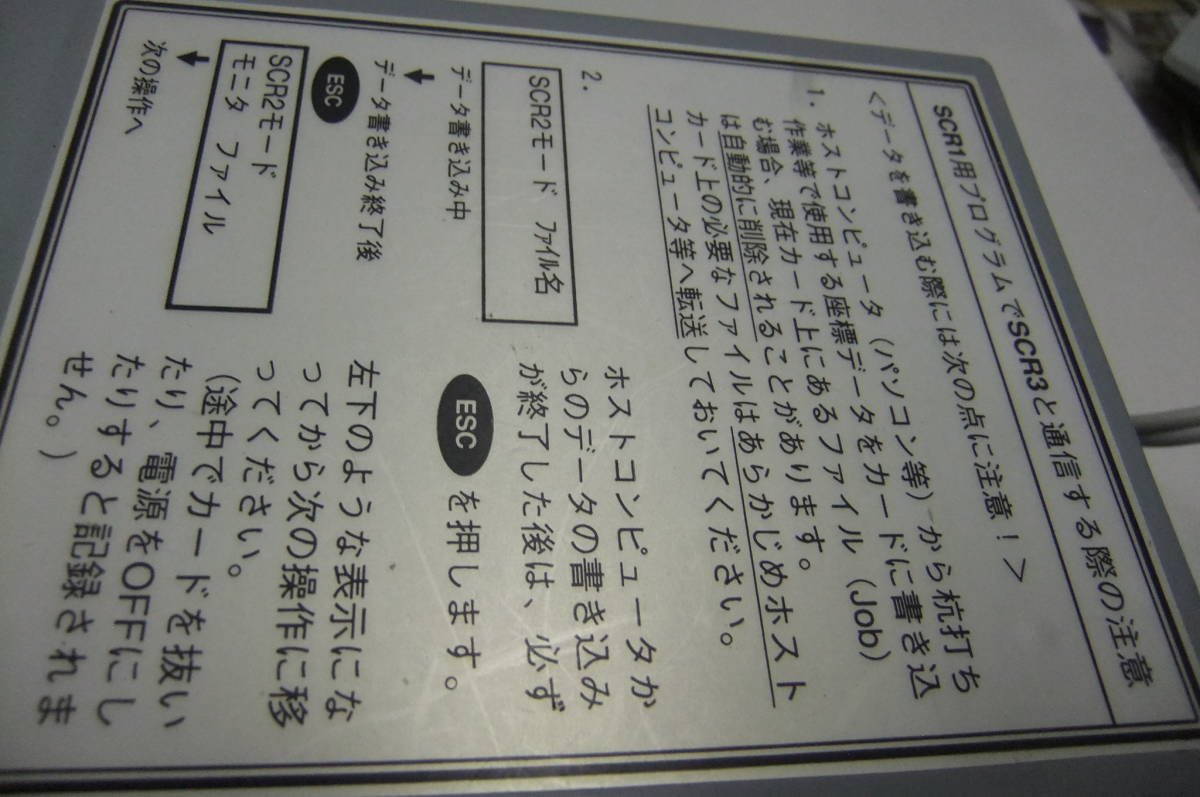 SCR1用プログラムでSCR3と通信する際の注意
＜データを書き込む際には次の点に注意！＞
1. ホストコンピュータ（パソコン等）から杭打ち
作業等で使用する座標データをカードに書き込
む場合、現在カード上にあるファイル（Job）
は自動的に削除されることがあります。
カード上の必要なファイルはあらかじめホスト
コンピュータ等へ転送しておいてください。
2.
SCR2モード ﾌｧｲﾙ名
データ書き込み中
データ書き込み終了後
ESC
SCR2モード
モニタ ファイル
次の操作へ
ホストコンピュータか
らのデータの書き込み
が終了した後は、必ず
ESC を押します。
左下のような表示にな
ってから次の操作に移
ってください。
（途中でカードを抜い
たり、電源をOFFにし
たりすると記録されま
せん。）